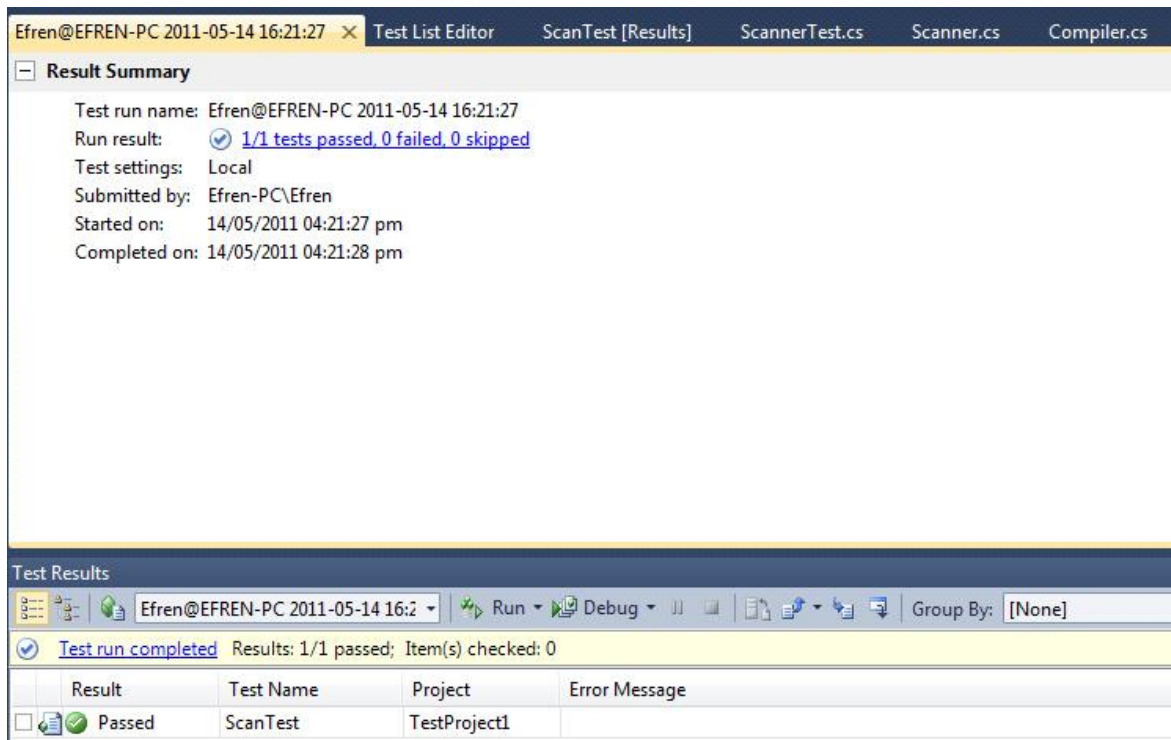 Efren@EFREN-PC 2011-05-14 16:21:27 Test List Editor ScanTest [Results] ScannerTest.cs Scanner.cs Compiler.cs
Result Summary
Test run name: Efren@EFREN-PC 2011-05-14 16:21:27
Run result: 1/1 tests passed, 0 failed, 0 skipped
Test settings: Local
Submitted by: Efren-PC\Efren
Started on: 14/05/2011 04:21:27 pm
Completed on: 14/05/2011 04:21:28 pm
Test Results
Efren@EFREN-PC 2011-05-14 16:2 Run Debug Group By: [None]
Test run completed Results: 1/1 passed; Item(s) checked: 0
Result Test Name Project Error Message
Passed ScanTest TestProject1